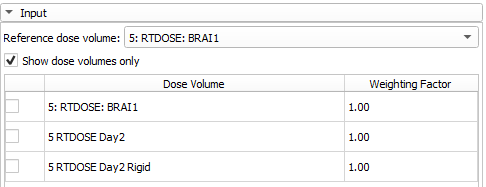 Input
Reference dose volume: 5: RTDOSE: BRAI1
Show dose volumes only
Dose Volume Weighting Factor
5: RTDOSE: BRAI1 1.00
5 RTDOSE Day2 1.00
5 RTDOSE Day2 Rigid 1.00